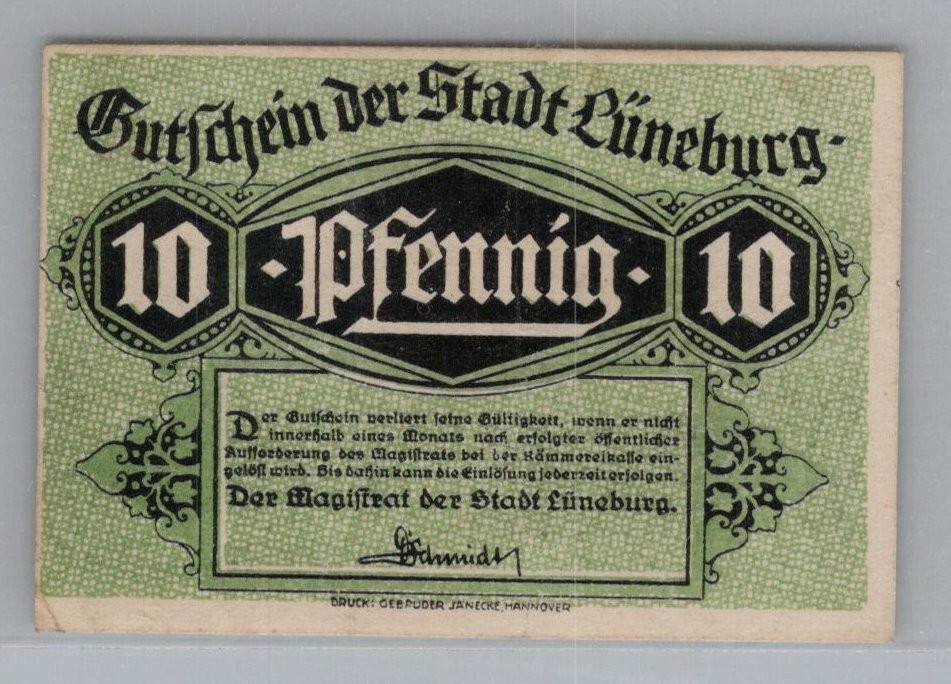 Gutschein der Stadt Lüneburg
10 Pfennig 10
Der Gutschein verliert seine Gültigkeit, wenn er nicht
innerhalb eines Monats nach erfolgter öffentlicher
Aufforderung des Magistrats bei der Kämmereikasse ein-
gelöst wird. Bis dahin kann die Einlösung jederzeit erfolgen.
Der Magistrat der Stadt Lüneburg.
Schmidt
DRUCK: GEBRÜDER JÄNECKE, HANNOVER